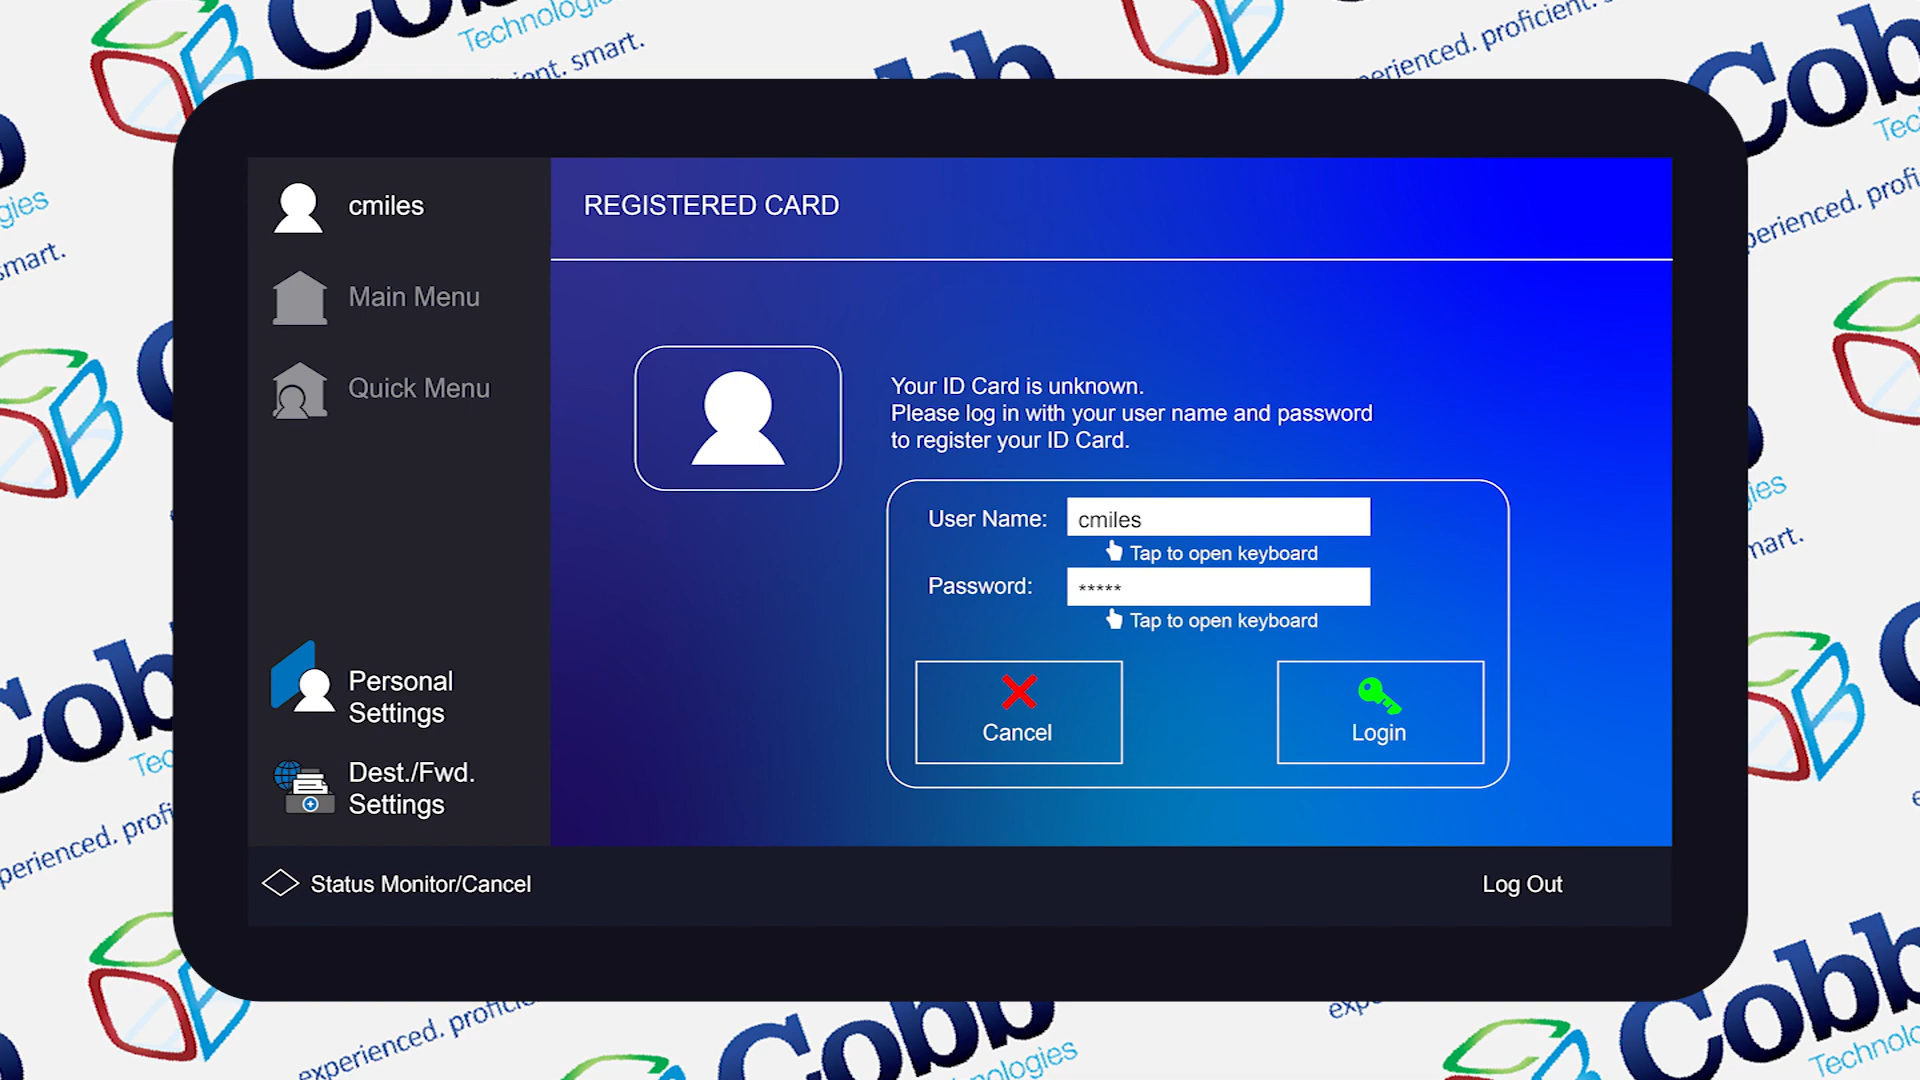 Cobb
Technologies
experienced. proficient. smart.
cmiles
Main Menu
Quick Menu
Personal
Settings
Dest./Fwd.
Settings
REGISTERED CARD
Your ID Card is unknown.
Please log in with your user name and password
to register your ID Card.
User Name:
cmiles
Tap to open keyboard
Password:
*****
Tap to open keyboard
Cancel
Login
Status Monitor/Cancel
Log Out